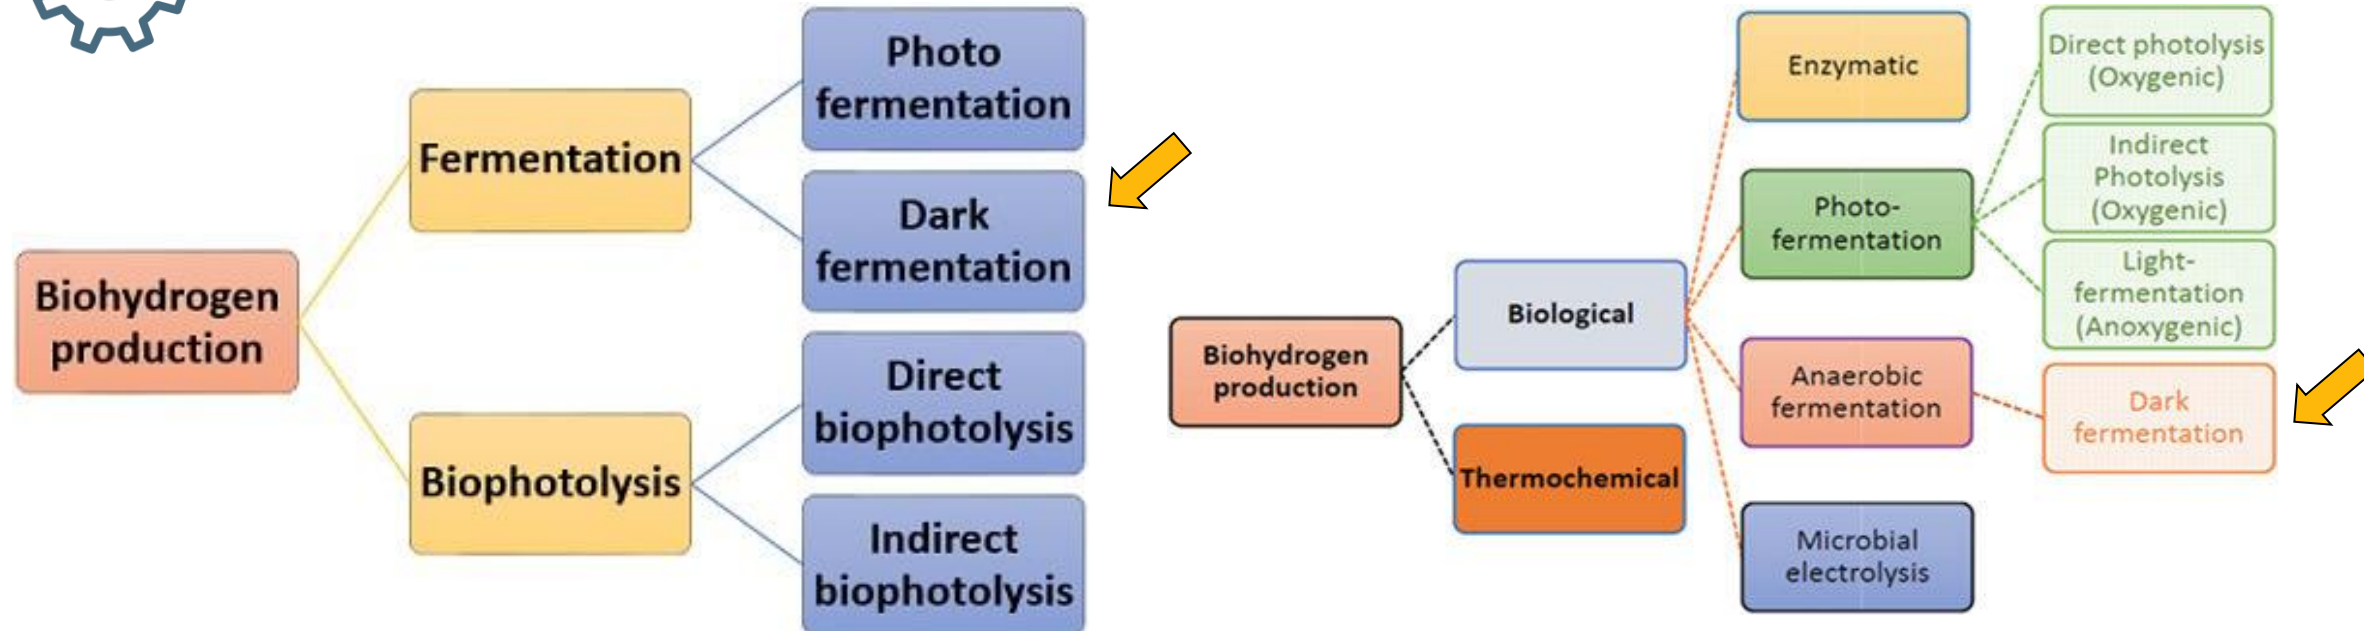 Biohydrogen
production
Fermentation
Biophotolysis
Photo
fermentation
Dark
fermentation
Direct
biophotolysis
Indirect
biophotolysis
Biohydrogen
production
Biological
Thermochemical
Enzymatic
Photo-
fermentation
Anaerobic
fermentation
Microbial
electrolysis
Direct photolysis
(Oxygenic)
Indirect
Photolysis
(Oxygenic)
Light-
fermentation
(Anoxygenic)
Dark
fermentation